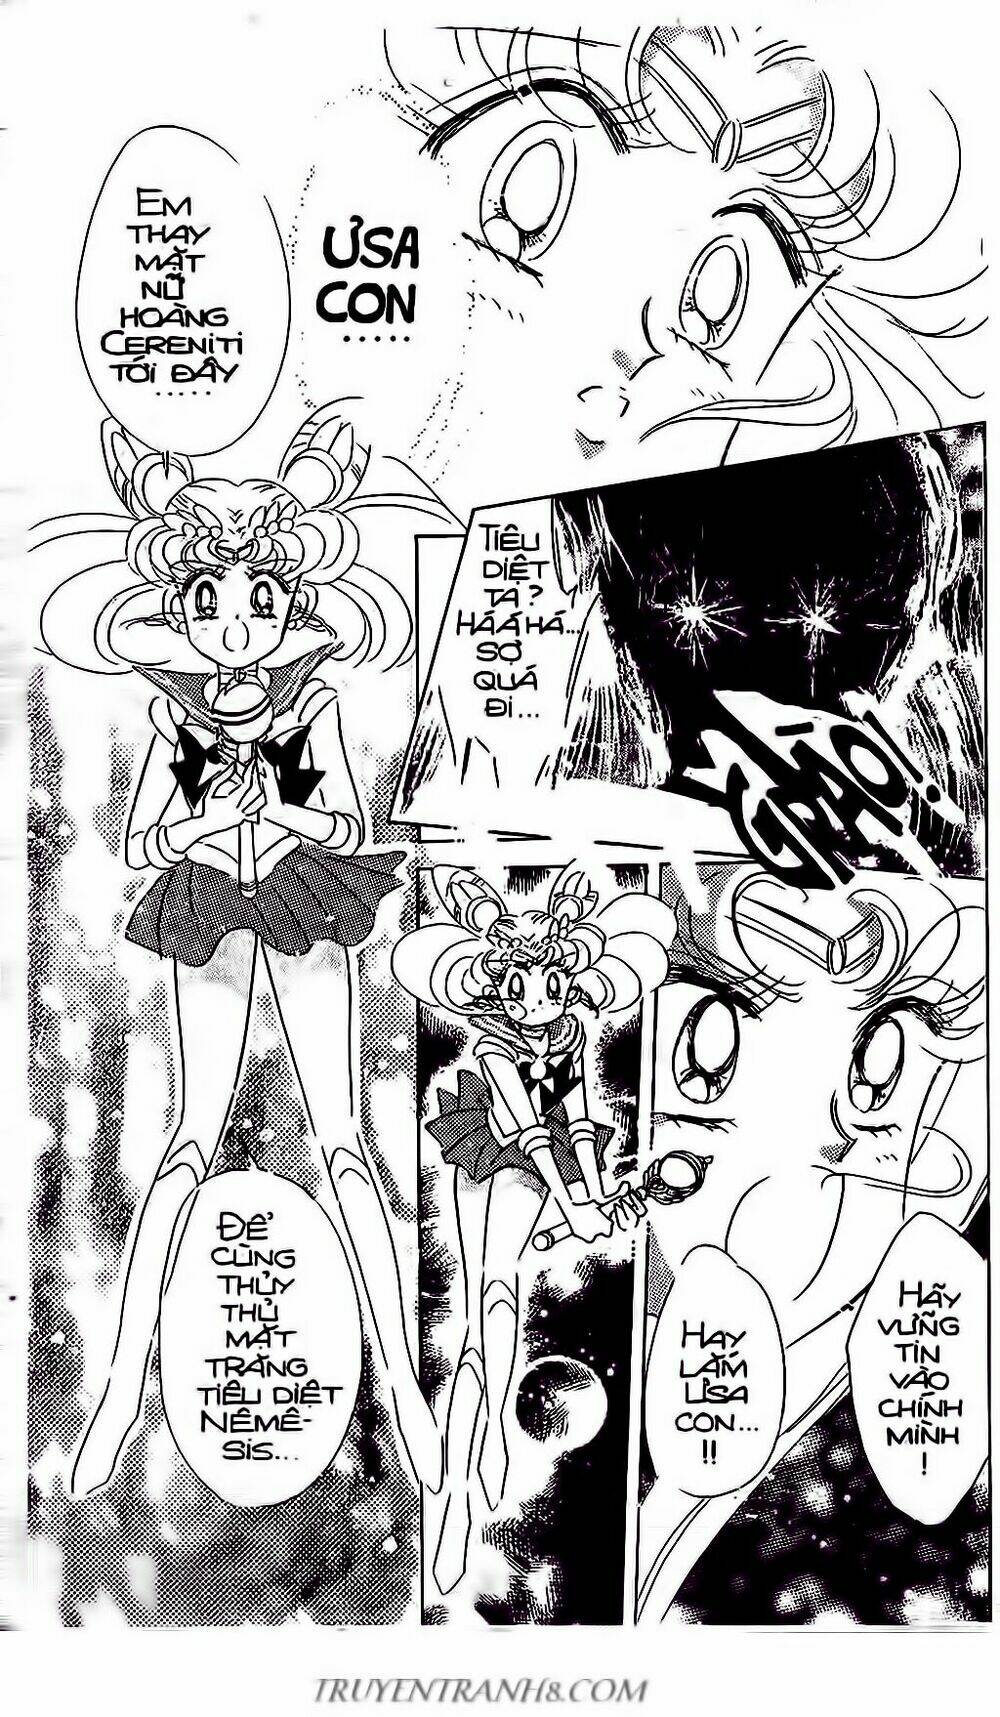 ƯSA
CON
.....
EM
THAY
MẶT
NỮ
HOÀNG
CERENITI
TỚI ĐÂY
.....
TIÊU
DIỆT
TA?
HÁ Á HÁ...
SỢ
QUÁ
ĐI...
GRÀO!
ĐỂ
CÙNG
THỦY
THỦ
MẶT
TRĂNG
TIÊU DIỆT
NÊMÊ-
SIS...
HÃY
VỮNG
TIN
VÀO
CHÍNH
MÌNH
!
HAY
LẮM
ƯSA
CON...
!!
TRUYENTRANH8.COM